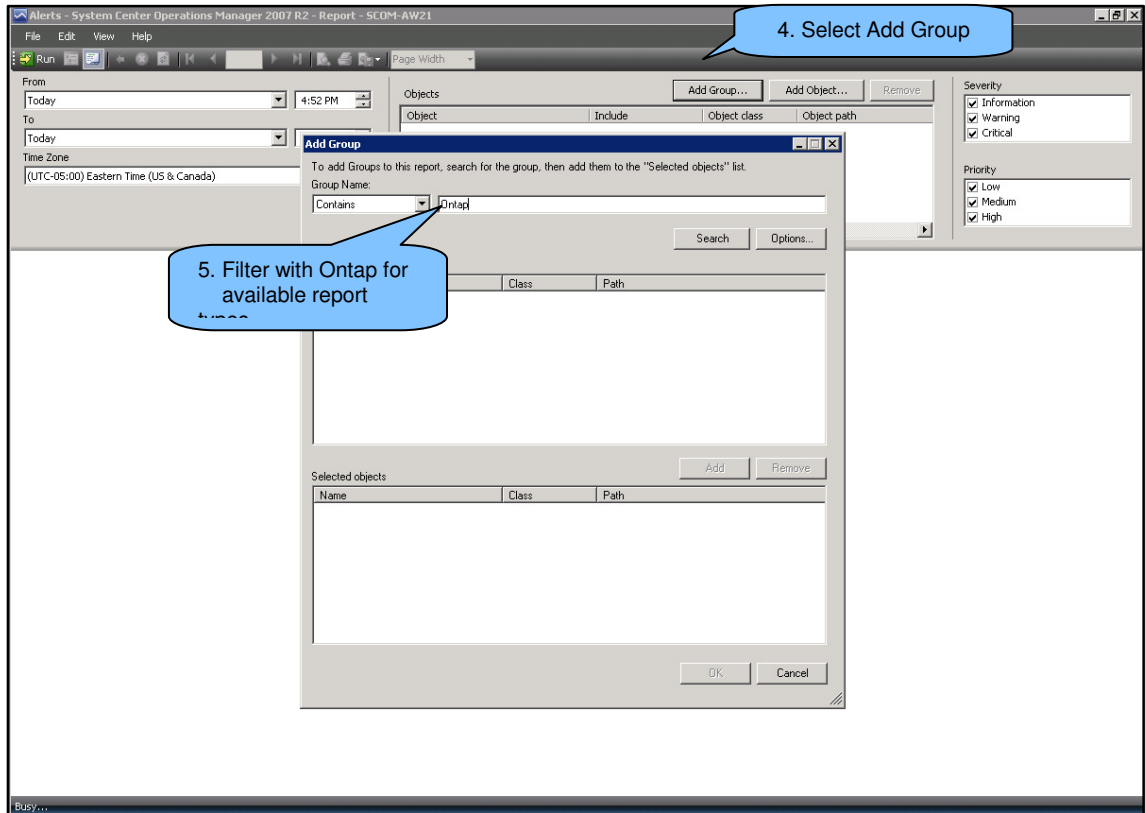 Alerts - System Center Operations Manager 2007 R2 - Report - SCOM-AW21
File Edit View Help
Run Page Width
4. Select Add Group
From
Today 4:52 PM
To
Today
Time Zone
(UTC-05:00) Eastern Time (US & Canada)
Objects
Add Group... Add Object... Remove
Object Include Object class Object path
Severity
Information
Warning
Critical
Priority
Low
Medium
High
Add Group
To add Groups to this report, search for the group, then add them to the "Selected objects" list.
Group Name:
Contains Ontap
Search Options...
5. Filter with Ontap for
available report
types
Class Path
Add Remove
Selected objects
Name Class Path
OK Cancel
Busy...